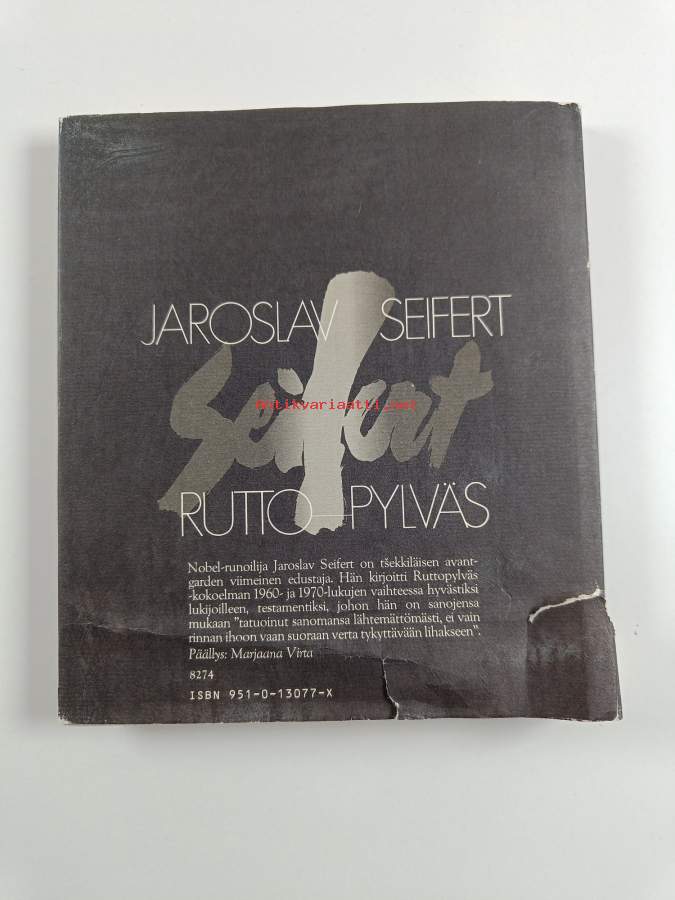 JAROSLAV SEIFERT
Seifert
antikvariaatti.net
RUTTO-PYLVÄS
Nobel-runoilija Jaroslav Seifert on tšekkiläisen avant-
garden viimeinen edustaja. Hän kirjoitti Ruttopylväs
-kokoelman 1960- ja 1970-lukujen vaihteessa hyvästiksi
lukijoilleen, testamentiksi, johon hän on sanojensa
mukaan "tatuoinut sanomansa lähtemättömästi, ei vain
rinnan ihoon vaan suoraan verta tykyttävään lihakseen".
Päällys: Marjaana Virta
8274
ISBN 951-0-13077-X